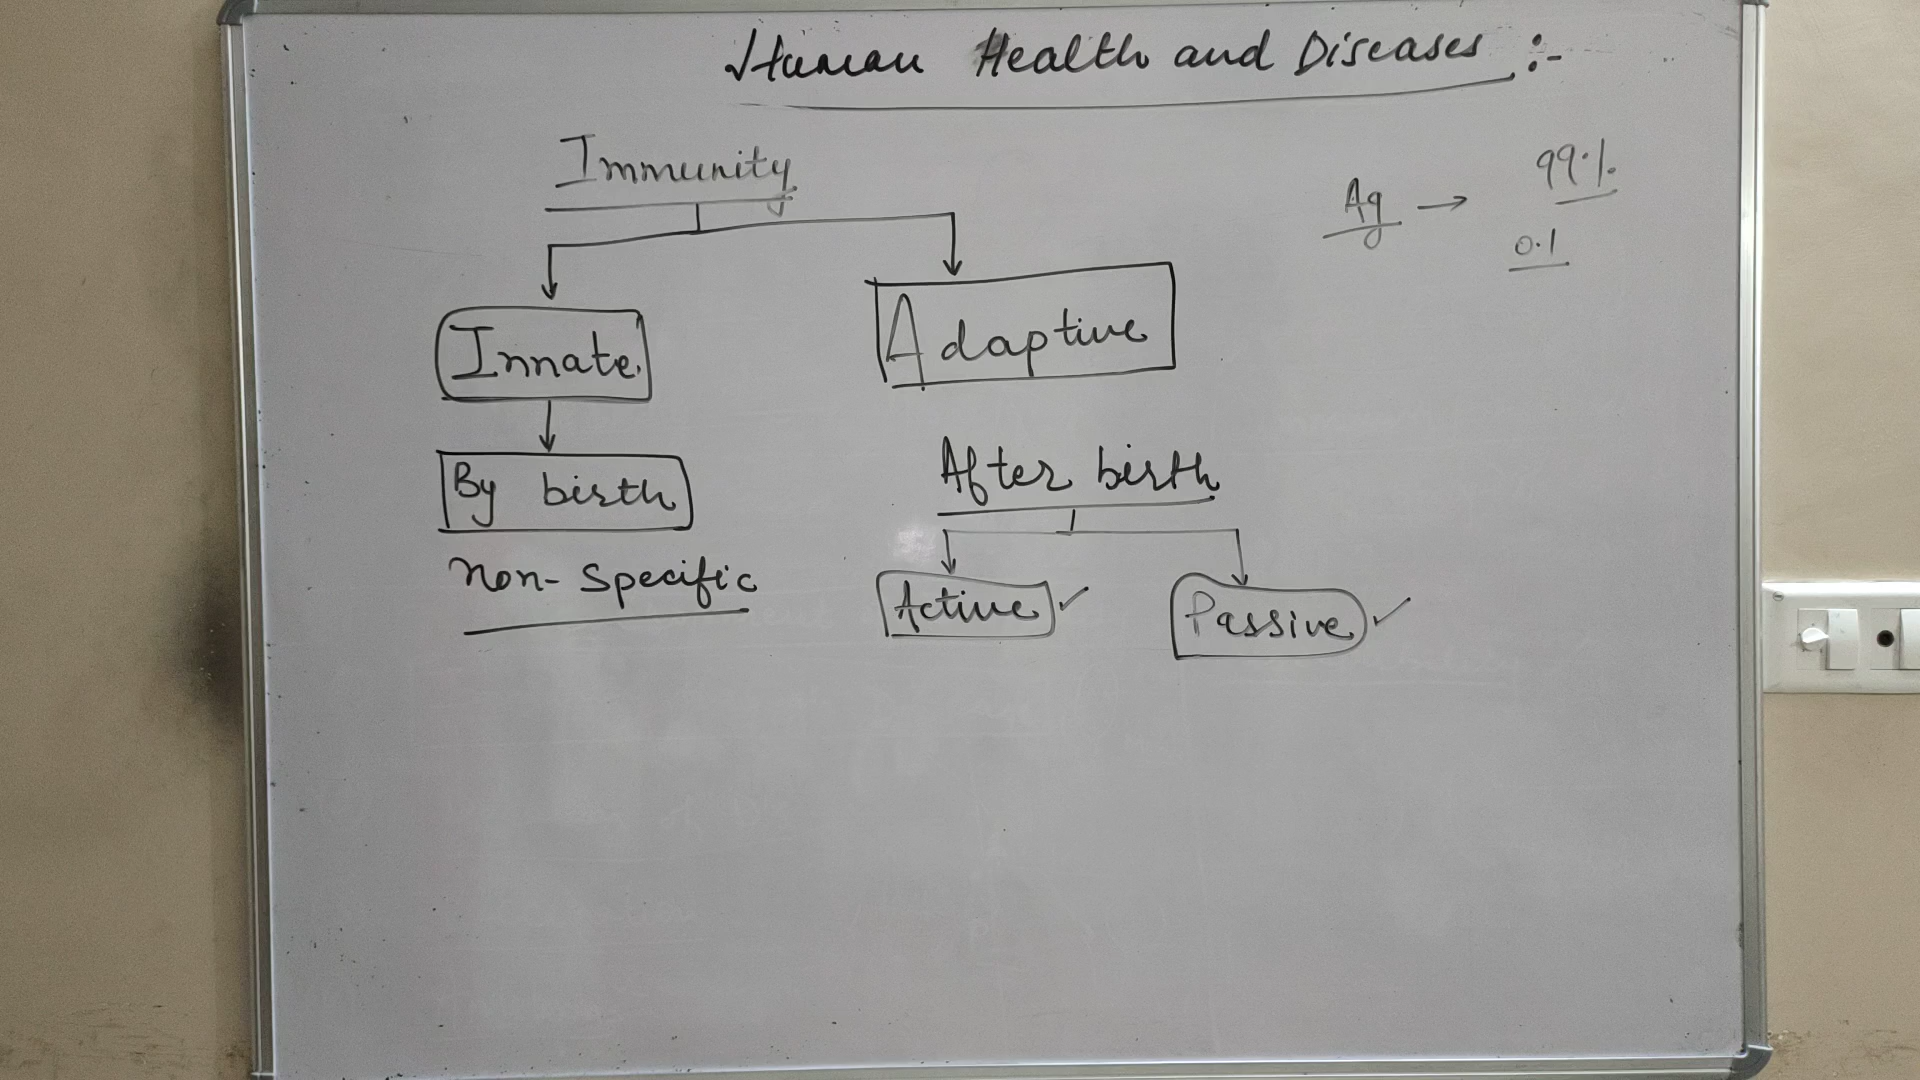 Human Health and Diseases :-
Immunity
Ag → 99%
0.1
Innate
Adaptive
By birth
After birth
non-specific
Active ✓
Passive ✓